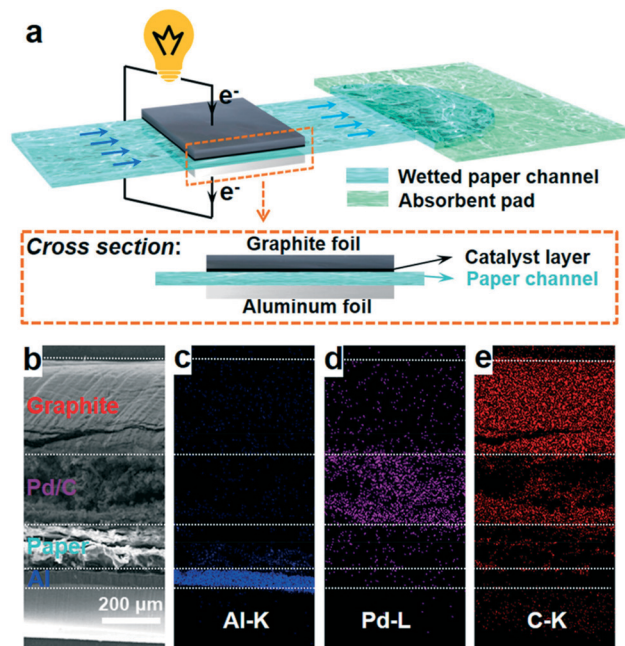 a
e-
e-
Wetted paper channel
Absorbent pad
Cross section:
Graphite foil
Catalyst layer
Paper channel
Aluminum foil
b
c
d
e
Graphite
Pd/C
Paper
Al
200 μm
Al-K
Pd-L
C-K